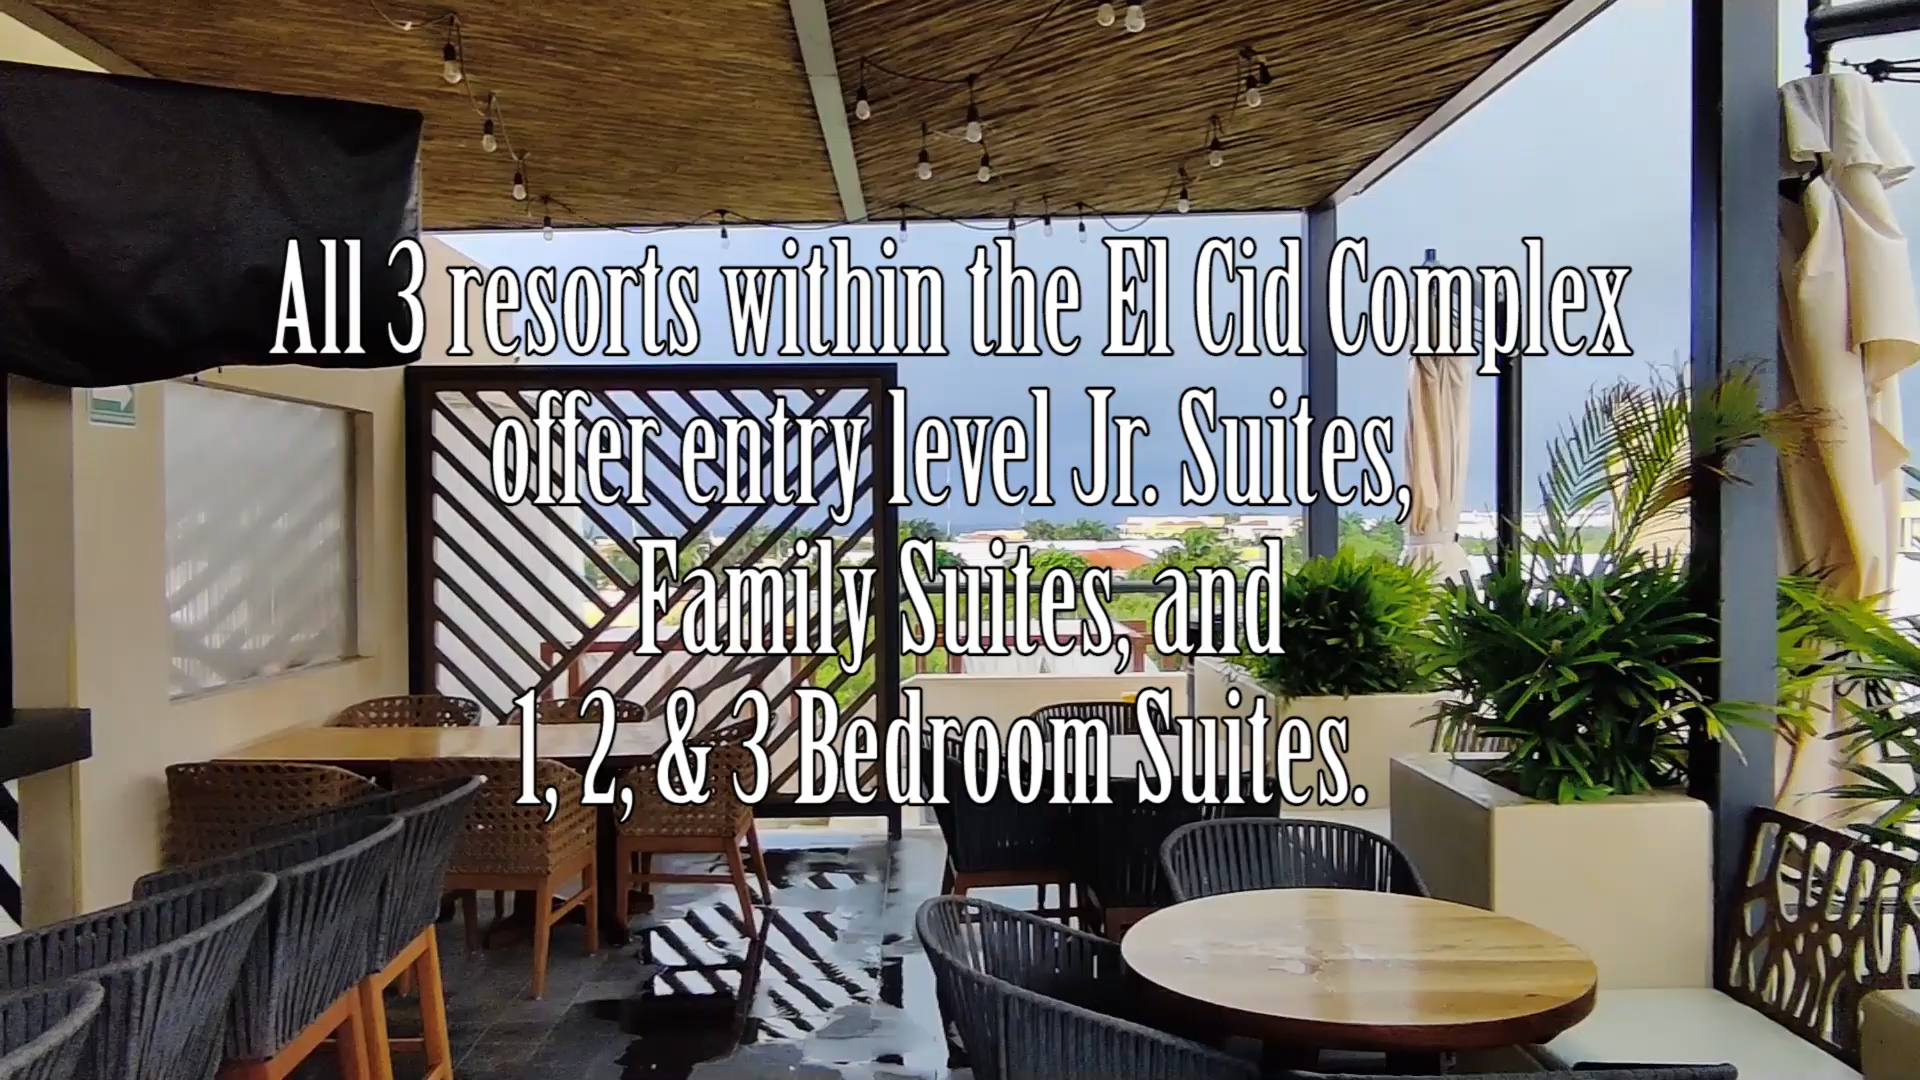 All 3 resorts within the El Cid Complex
offer entry level Jr. Suites,
Family Suites, and
1, 2, & 3 Bedroom Suites.